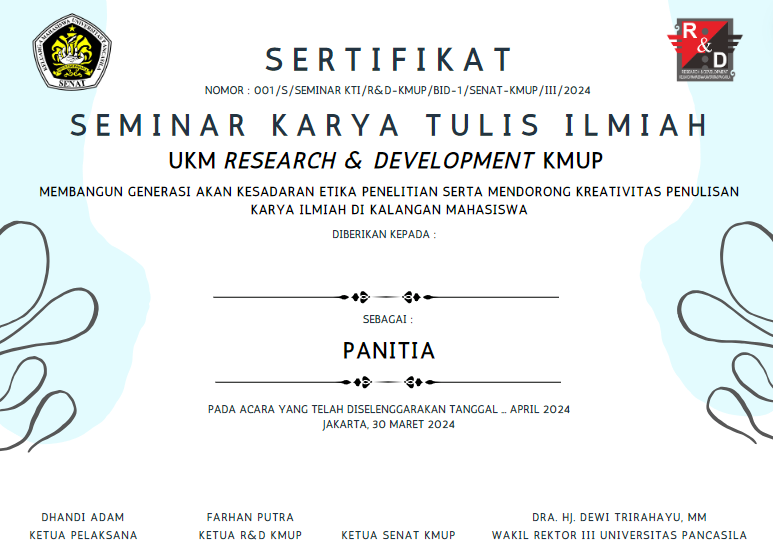 KELUARGA MAHASISWA UNIVERSITAS PANCASILA
SENAT
R&D
RESEARCH & DEVELOPMENT
SERTIFIKAT
NOMOR : 001/S/SEMINAR KTI/R&D-KMUP/BID-1/SENAT-KMUP/III/2024
SEMINAR KARYA TULIS ILMIAH
UKM RESEARCH & DEVELOPMENT KMUP
MEMBANGUN GENERASI AKAN KESADARAN ETIKA PENELITIAN SERTA MENDORONG KREATIVITAS PENULISAN
KARYA ILMIAH DI KALANGAN MAHASISWA
DIBERIKAN KEPADA :
SEBAGAI :
PANITIA
PADA ACARA YANG TELAH DISELENGGARAKAN TANGGAL ... APRIL 2024
JAKARTA, 30 MARET 2024
DHANDI ADAM
KETUA PELAKSANA
FARHAN PUTRA
KETUA R&D KMUP
KETUA SENAT KMUP
DRA. HJ. DEWI TRIRAHAYU, MM
WAKIL REKTOR III UNIVERSITAS PANCASILA